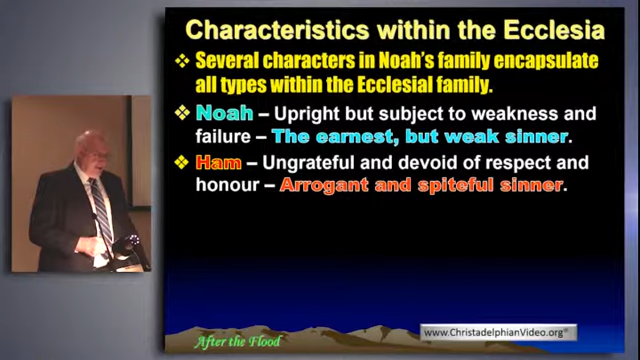 Characteristics within the Ecclesia
Several characters in Noah's family encapsulate
all types within the Ecclesial family.
Noah – Upright but subject to weakness and
failure – The earnest, but weak sinner.
Ham – Ungrateful and devoid of respect and
honour – Arrogant and spiteful sinner.
After the Flood
www.ChristadelphianVideo.org®